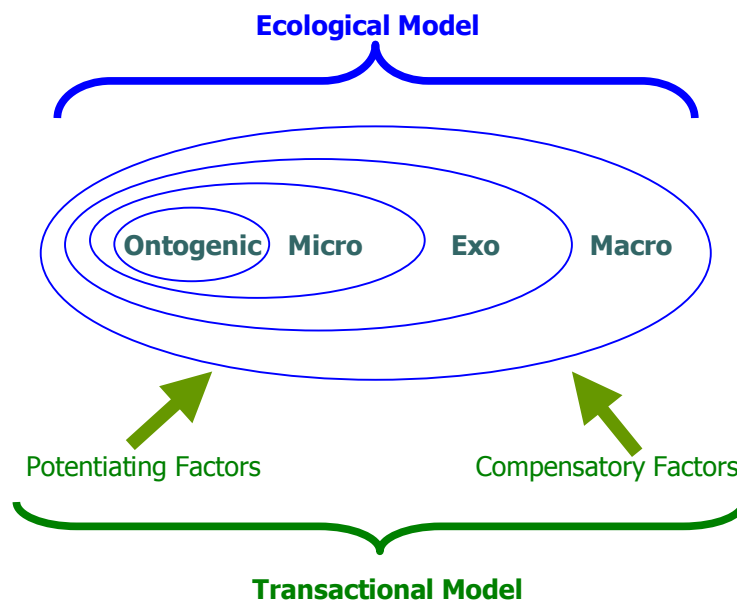 Ecological Model
Ontogenic Micro Exo Macro
Potentiating Factors Compensatory Factors
Transactional Model